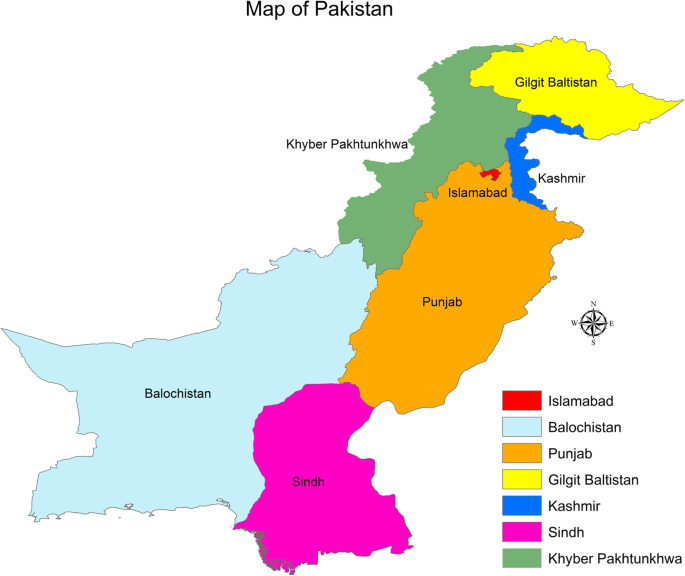 Map of Pakistan
Gilgit Baltistan
Khyber Pakhtunkhwa
Kashmir
Islamabad
Punjab
N
W E
S
Balochistan
Sindh
Islamabad
Balochistan
Punjab
Gilgit Baltistan
Kashmir
Sindh
Khyber Pakhtunkhwa